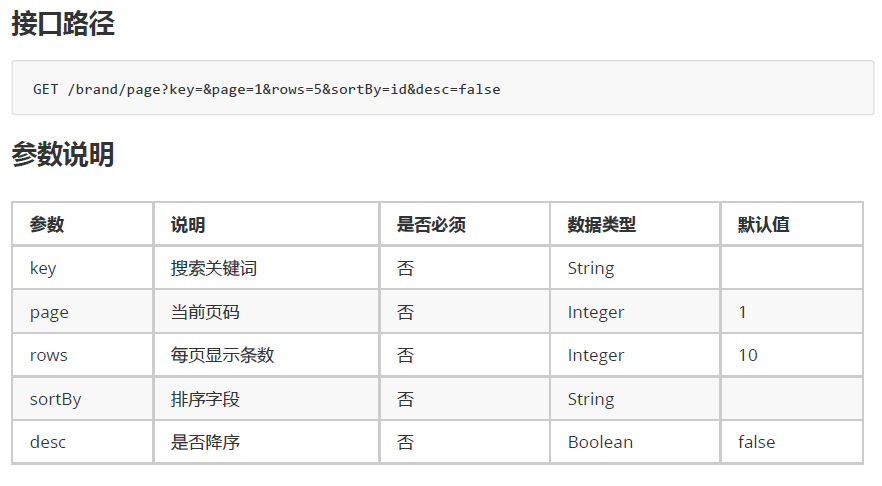 接口路径
GET /brand/page?key=&page=1&rows=5&sortBy=id&desc=false
参数说明
参数 说明 是否必须 数据类型 默认值
key 搜索关键词 否 String
page 当前页码 否 Integer 1
rows 每页显示条数 否 Integer 10
sortBy 排序字段 否 String
desc 是否降序 否 Boolean false